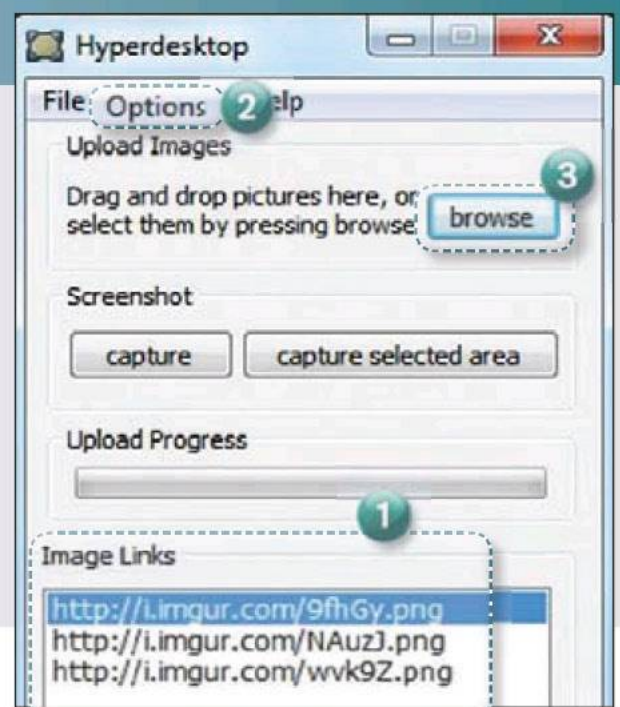 Hyperdesktop
File Options 2 elp
Upload Images
3
Drag and drop pictures here, or
select them by pressing browse
browse
Screenshot
capture capture selected area
Upload Progress
1
Image Links
http://i.imgur.com/9fhGy.png
http://i.imgur.com/NAuzJ.png
http://i.imgur.com/wvk9Z.png